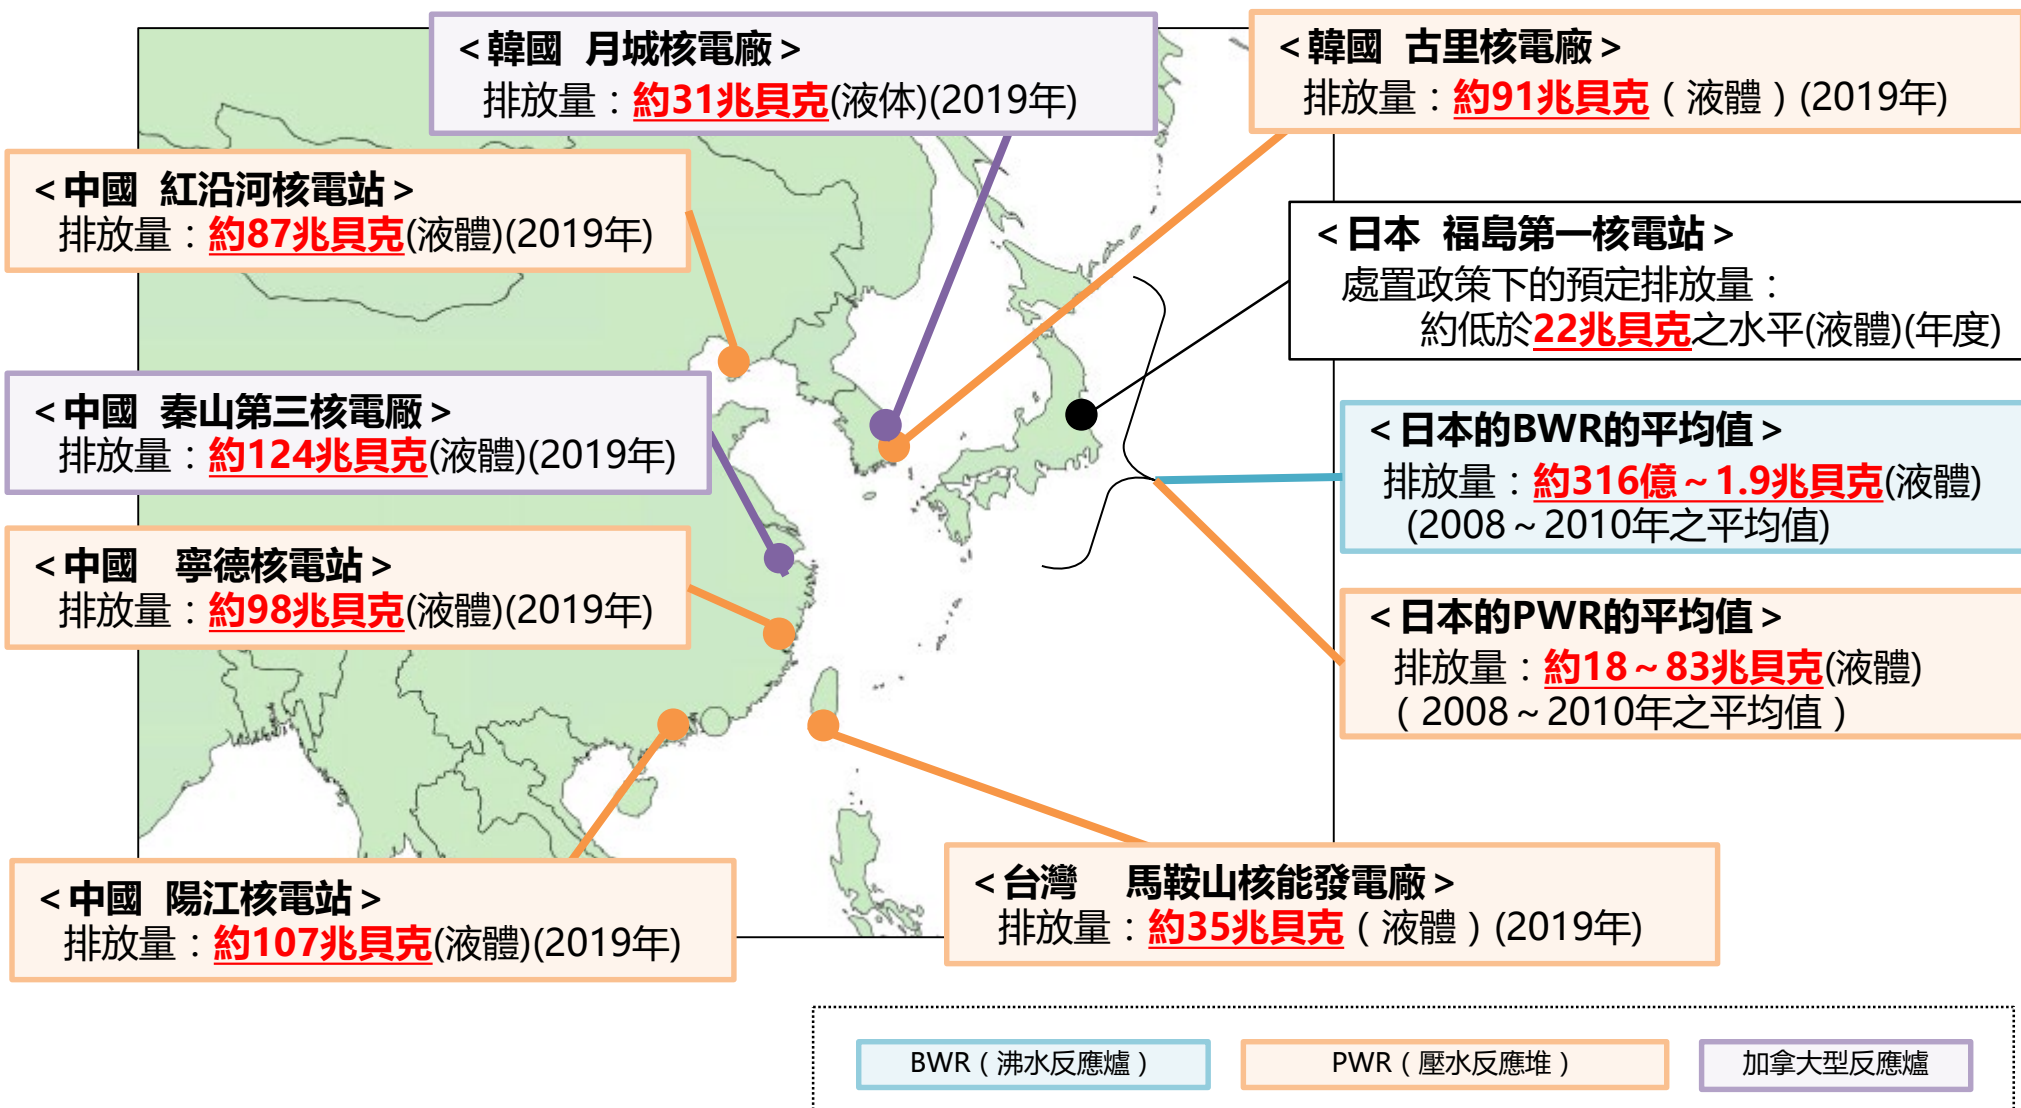 <韓國 月城核電廠>
排放量:約31兆貝克(液体)(2019年)
<韓國 古里核電廠>
排放量:約91兆貝克(液體)(2019年)
<中國 紅沿河核電站>
排放量:約87兆貝克(液體)(2019年)
<日本 福島第一核電站>
處置政策下的預定排放量:
約低於22兆貝克之水平(液體)(年度)
<中國 秦山第三核電厰>
排放量:約124兆貝克(液體)(2019年)
<日本的BWR的平均值>
排放量:約316億~1.9兆貝克(液體)
(2008~2010年之平均值)
<中國 寧德核電站>
排放量:約98兆貝克(液體)(2019年)
<日本的PWR的平均值>
排放量:約18~83兆貝克(液體)
(2008~2010年之平均值)
<中國 陽江核電站>
排放量:約107兆貝克(液體)(2019年)
<台灣 馬鞍山核能發電廠>
排放量:約35兆貝克(液體)(2019年)
BWR(沸水反應爐)
PWR(壓水反應堆)
加拿大型反應爐